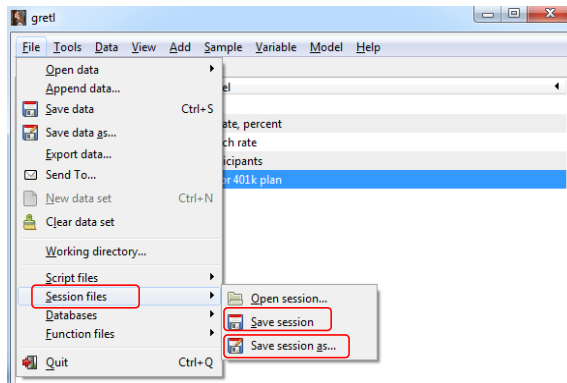 gretl
File Tools Data View Add Sample Variable Model Help
Open data
Append data...
Save data Ctrl+S
Save data as...
Export data...
Send To...
New data set Ctrl+N
Clear data set
Working directory...
Script files
Session files
Databases
Function files
Quit Ctrl+Q
el
ate, percent
ch rate
icipants
or 401k plan
Open session...
Save session
Save session as...